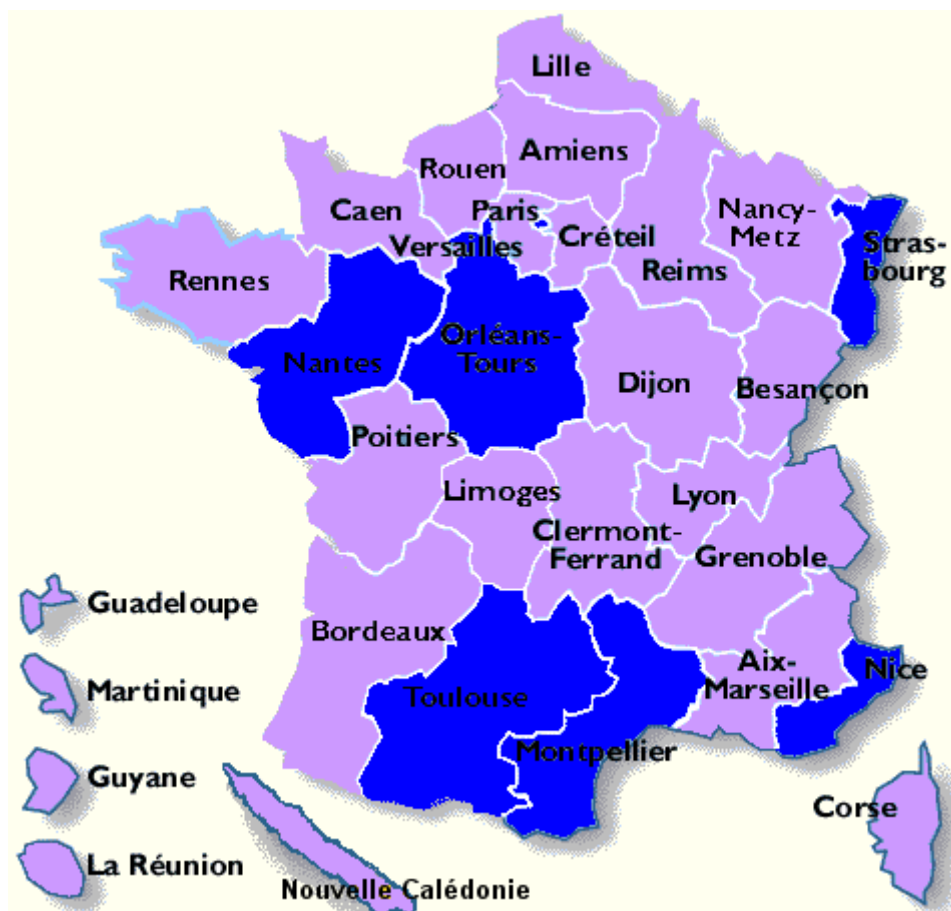 Lille
Amiens
Rouen
Caen
Paris
Versailles
Créteil
Nancy-
Metz
Reims
Stras-
bourg
Rennes
Nantes
Orléans-
Tours
Dijon
Besançon
Poitiers
Limoges
Lyon
Clermont-
Ferrand
Grenoble
Bordeaux
Toulouse
Montpellier
Aix-
Marseille
Nice
Corse
Guadeloupe
Martinique
Guyane
La Réunion
Nouvelle Calédonie